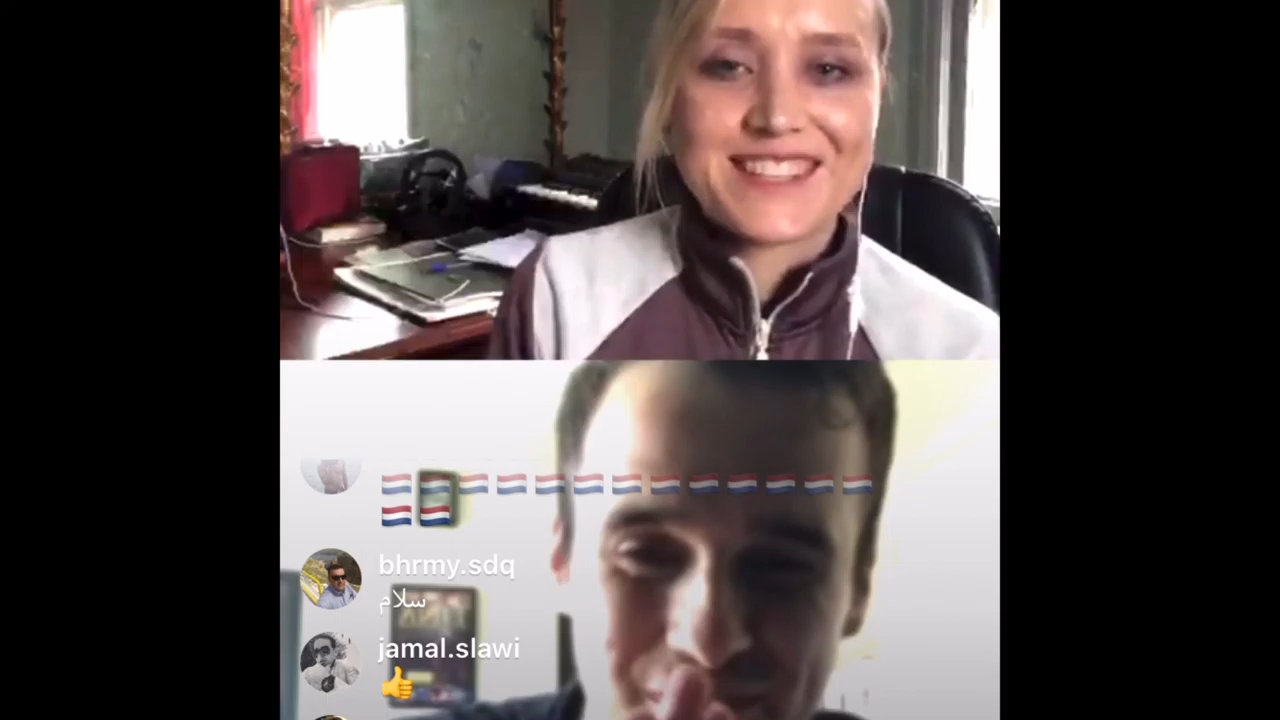 🇳🇱🇳🇱🇳🇱🇳🇱🇳🇱🇳🇱🇳🇱🇳🇱🇳🇱🇳🇱🇳🇱🇳🇱🇳🇱
🇳🇱🇳🇱
bhrmy.sdq
سلام
jamal.slawi
👍